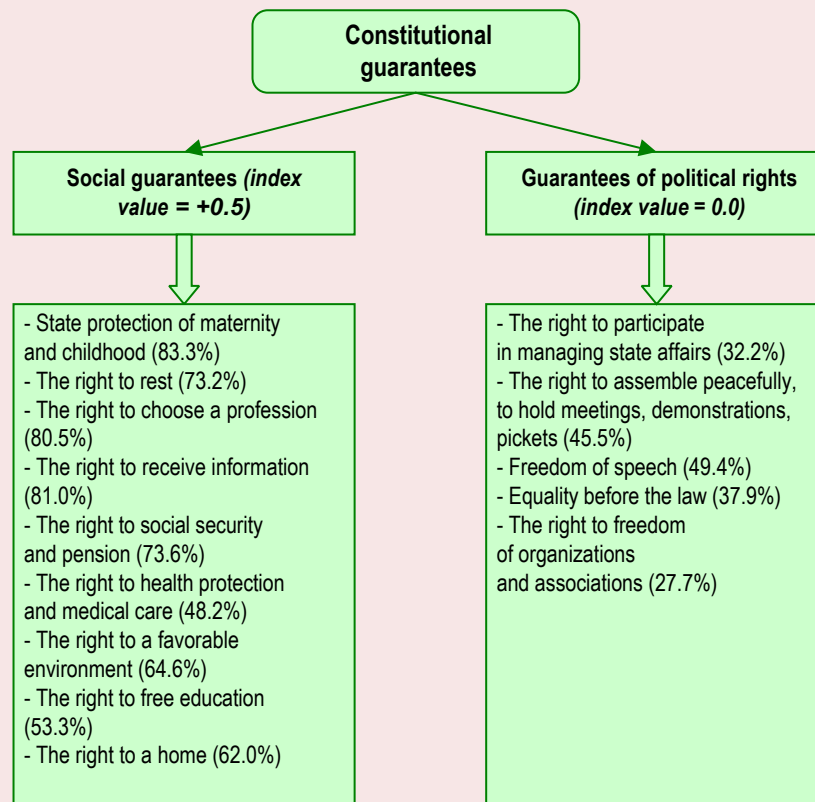 Constitutional
guarantees
Social guarantees (index
value = +0.5)
Guarantees of political rights
(index value = 0.0)
- State protection of maternity
and childhood (83.3%)
- The right to rest (73.2%)
- The right to choose a profession
(80.5%)
- The right to receive information
(81.0%)
- The right to social security
and pension (73.6%)
- The right to health protection
and medical care (48.2%)
- The right to a favorable
environment (64.6%)
- The right to free education
(53.3%)
- The right to a home (62.0%)
- The right to participate
in managing state affairs (32.2%)
- The right to assemble peacefully,
to hold meetings, demonstrations,
pickets (45.5%)
- Freedom of speech (49.4%)
- Equality before the law (37.9%)
- The right to freedom
of organizations
and associations (27.7%)